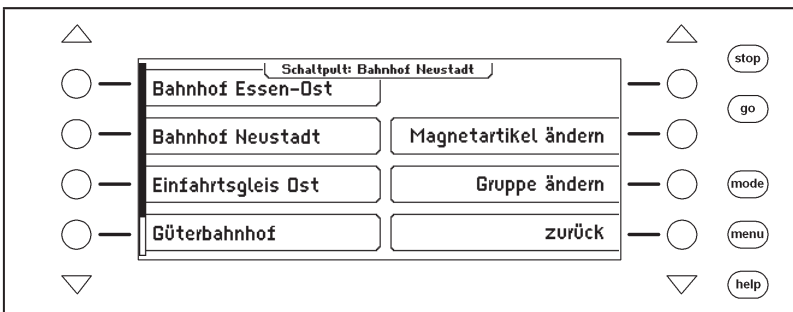 Schaltpult: Bahnhof Neustadt
Bahnhof Essen-Ost
Bahnhof Neustadt
Magnetartikel ändern
Einfahrtsgleis Ost
Gruppe ändern
Güterbahnhof
zurück
stop
go
mode
menu
help